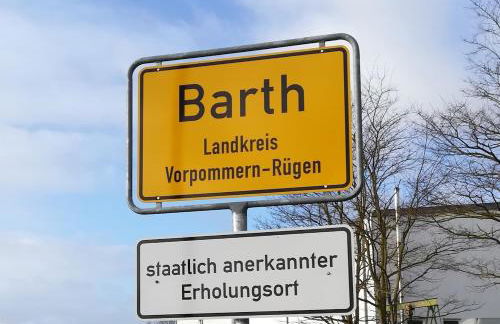 Barth
Landkreis
Vorpommern-Rügen
staatlich anerkannter
Erholungsort